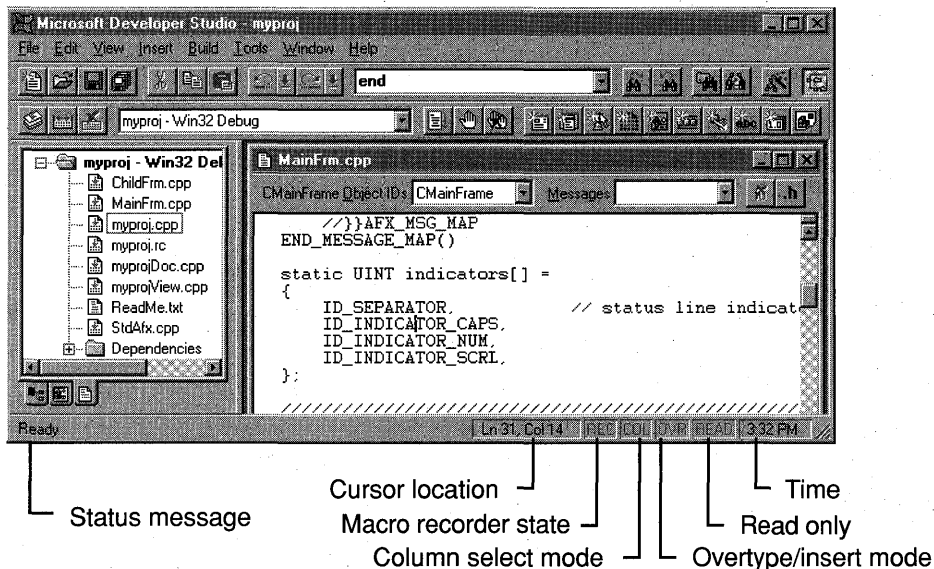 Microsoft Developer Studio - myproj
File Edit View Insert Build Tools Window Help
end
myproj - Win32 Debug
myproj - Win32 Del
ChildFrm.cpp
MainFrm.cpp
myproj.cpp
myproj.rc
myprojDoc.cpp
myprojView.cpp
ReadMe.txt
StdAfx.cpp
Dependencies
MainFrm.cpp
CMainFrame Object IDs CMainFrame Messages
.h
//}}AFX_MSG_MAP
END_MESSAGE_MAP()
static UINT indicators[] =
{
ID_SEPARATOR, // status line indicat
ID_INDICATOR_CAPS,
ID_INDICATOR_NUM,
ID_INDICATOR_SCRL,
};
////////////////////////////////////////////////////
Ready Ln 31, Col 14 REC COL OVR READ 3:32 PM
Cursor location Time
Status message
Macro recorder state Read only
Column select mode Overtype/insert mode